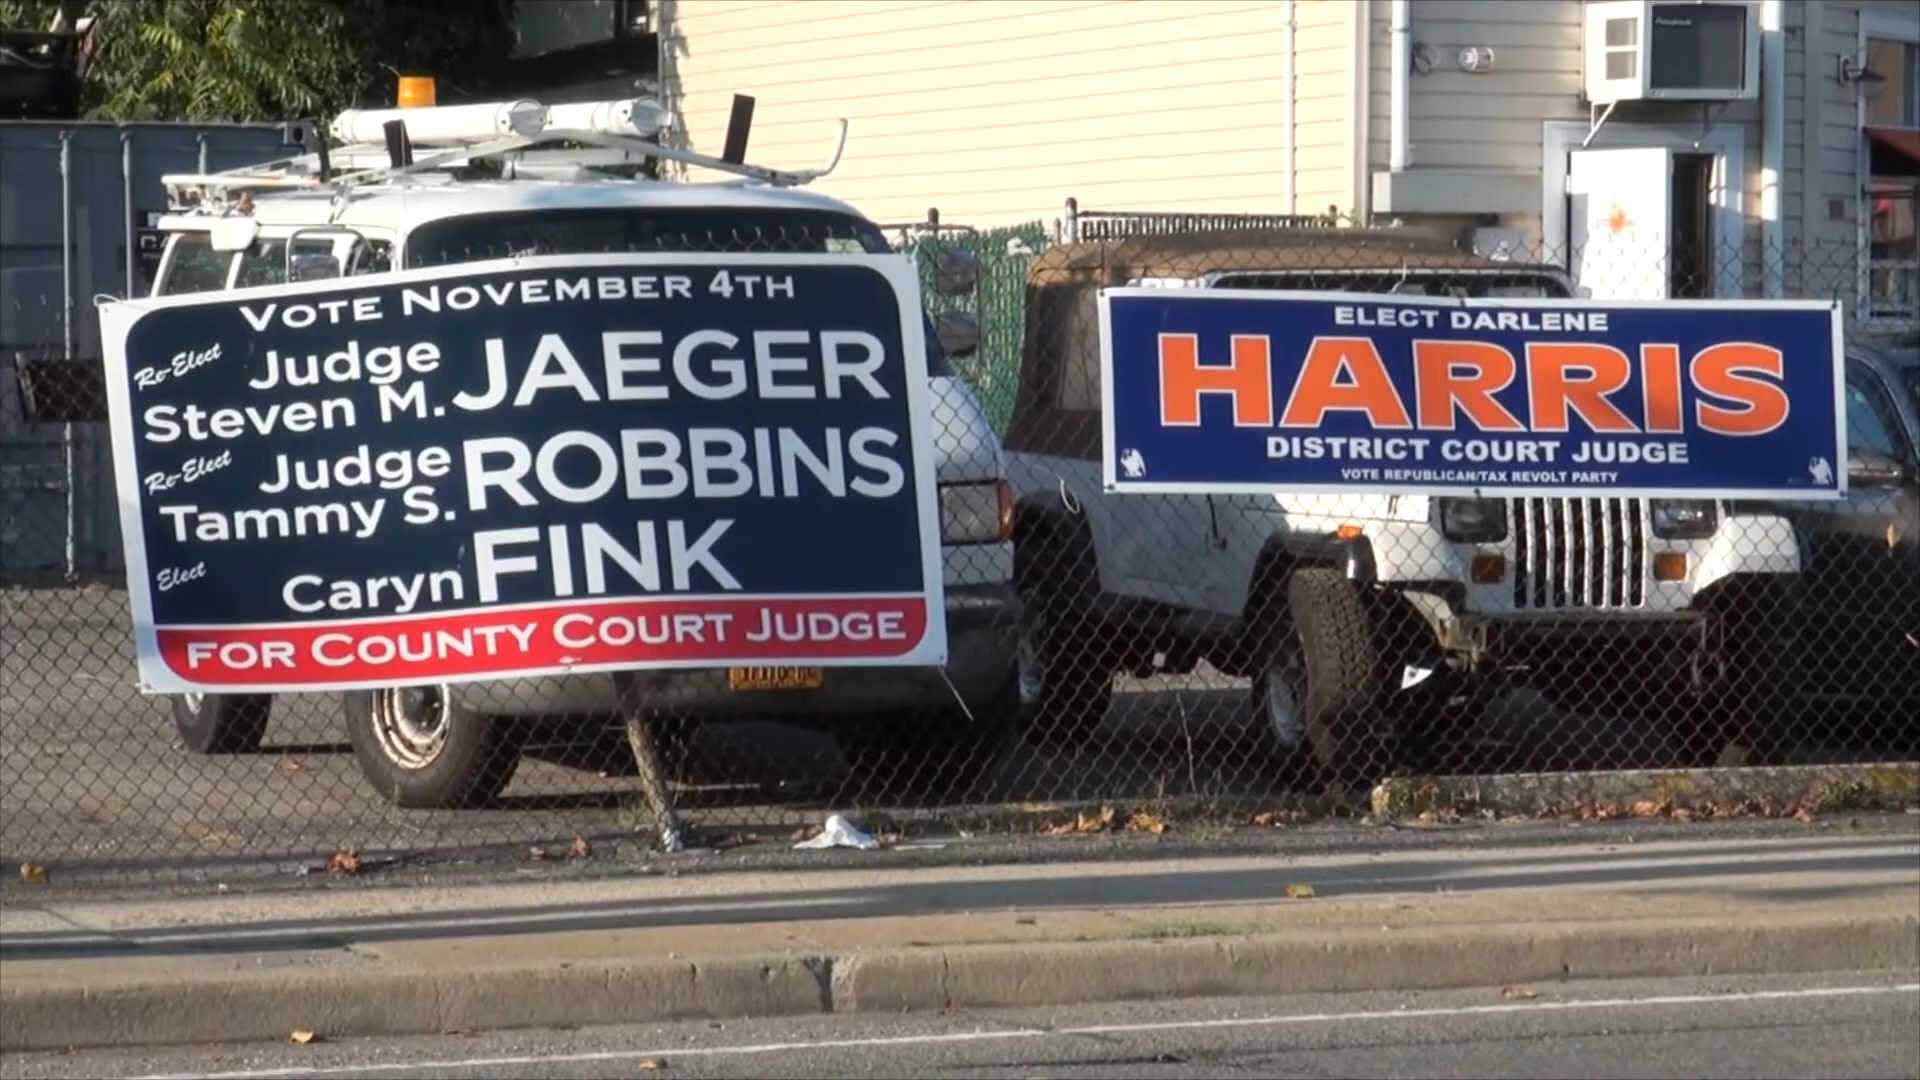 VOTE NOVEMBER 4TH
Re-Elect Judge Steven M. JAEGER
Re-Elect Judge Tammy S. ROBBINS
Elect Caryn FINK
FOR COUNTY COURT JUDGE
ELECT DARLENE
HARRIS
DISTRICT COURT JUDGE
VOTE REPUBLICAN/TAX REVOLT PARTY